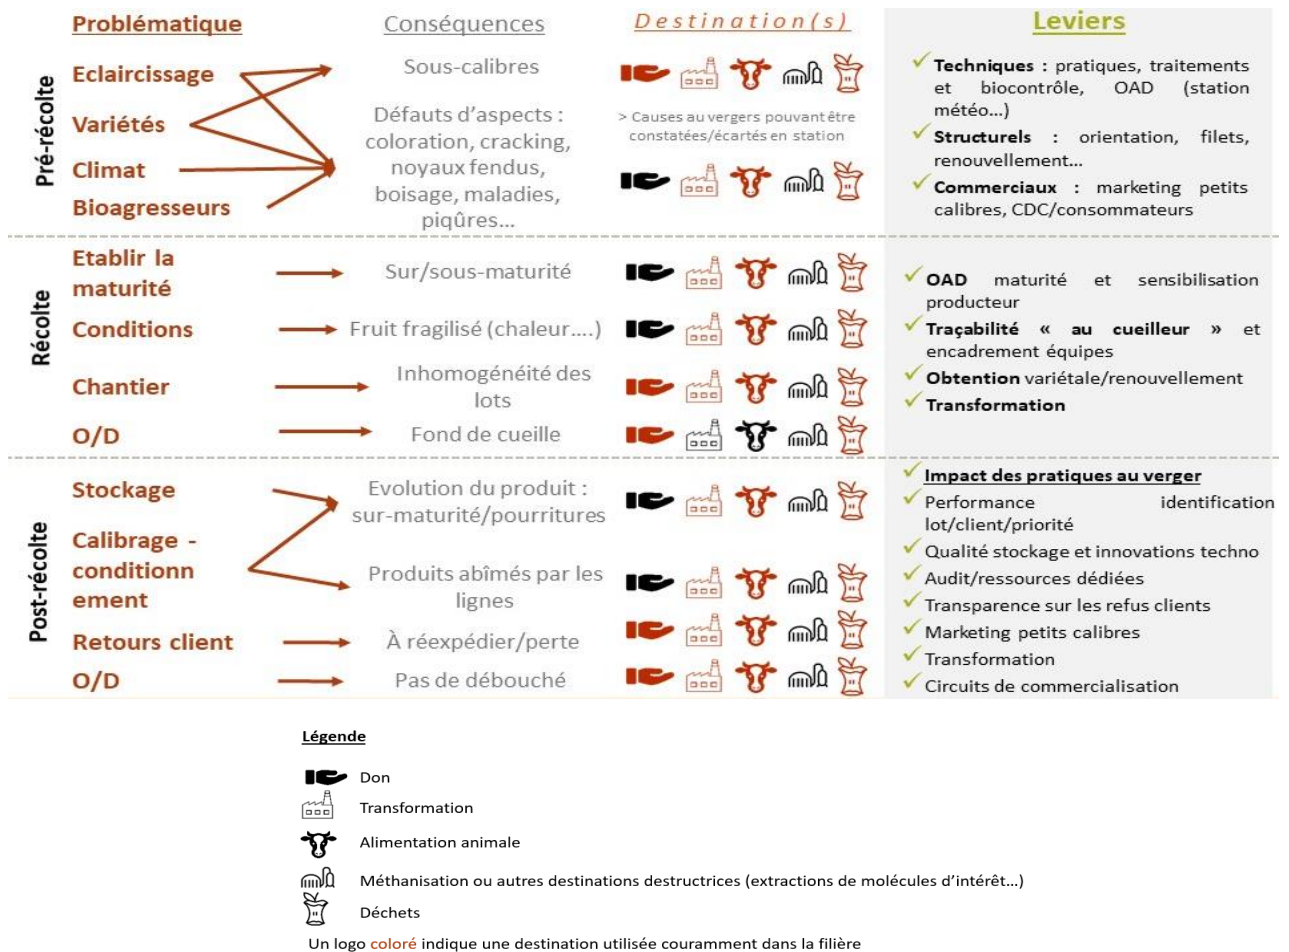 Problématique
Conséquences
Destination(s)
Leviers
Pré-récolte
Eclaircissage
Variétés
Climat
Bioagresseurs
Sous-calibres
Défauts d'aspects :
coloration, cracking,
noyaux fendus,
boisage, maladies,
piqûres...
> Causes au vergers pouvant être
constatées/écartés en station
Techniques : pratiques, traitements
et biocontrôle, OAD (station
météo...)
Structurels : orientation, filets,
renouvellement...
Commerciaux : marketing petits
calibres, CDC/consommateurs
Récolte
Etablir la
maturité
Conditions
Chantier
O/D
Sur/sous-maturité
Fruit fragilisé (chaleur....)
Inhomogénéité des
lots
Fond de cueille
OAD maturité et sensibilisation
producteur
Traçabilité « au cueilleur » et
encadrement équipes
Obtention variétale/renouvellement
Transformation
Post-récolte
Stockage
Calibrage -
conditionn
ement
Retours client
O/D
Evolution du produit :
sur-maturité/pourritures
Produits abîmés par les
lignes
À réexpédier/perte
Pas de débouché
Impact des pratiques au verger
Performance identification
lot/client/priorité
Qualité stockage et innovations techno
Audit/ressources dédiées
Transparence sur les refus clients
Marketing petits calibres
Transformation
Circuits de commercialisation
Légende
Don
Transformation
Alimentation animale
Méthanisation ou autres destinations destructrices (extractions de molécules d'intérêt...)
Déchets
Un logo coloré indique une destination utilisée couramment dans la filière